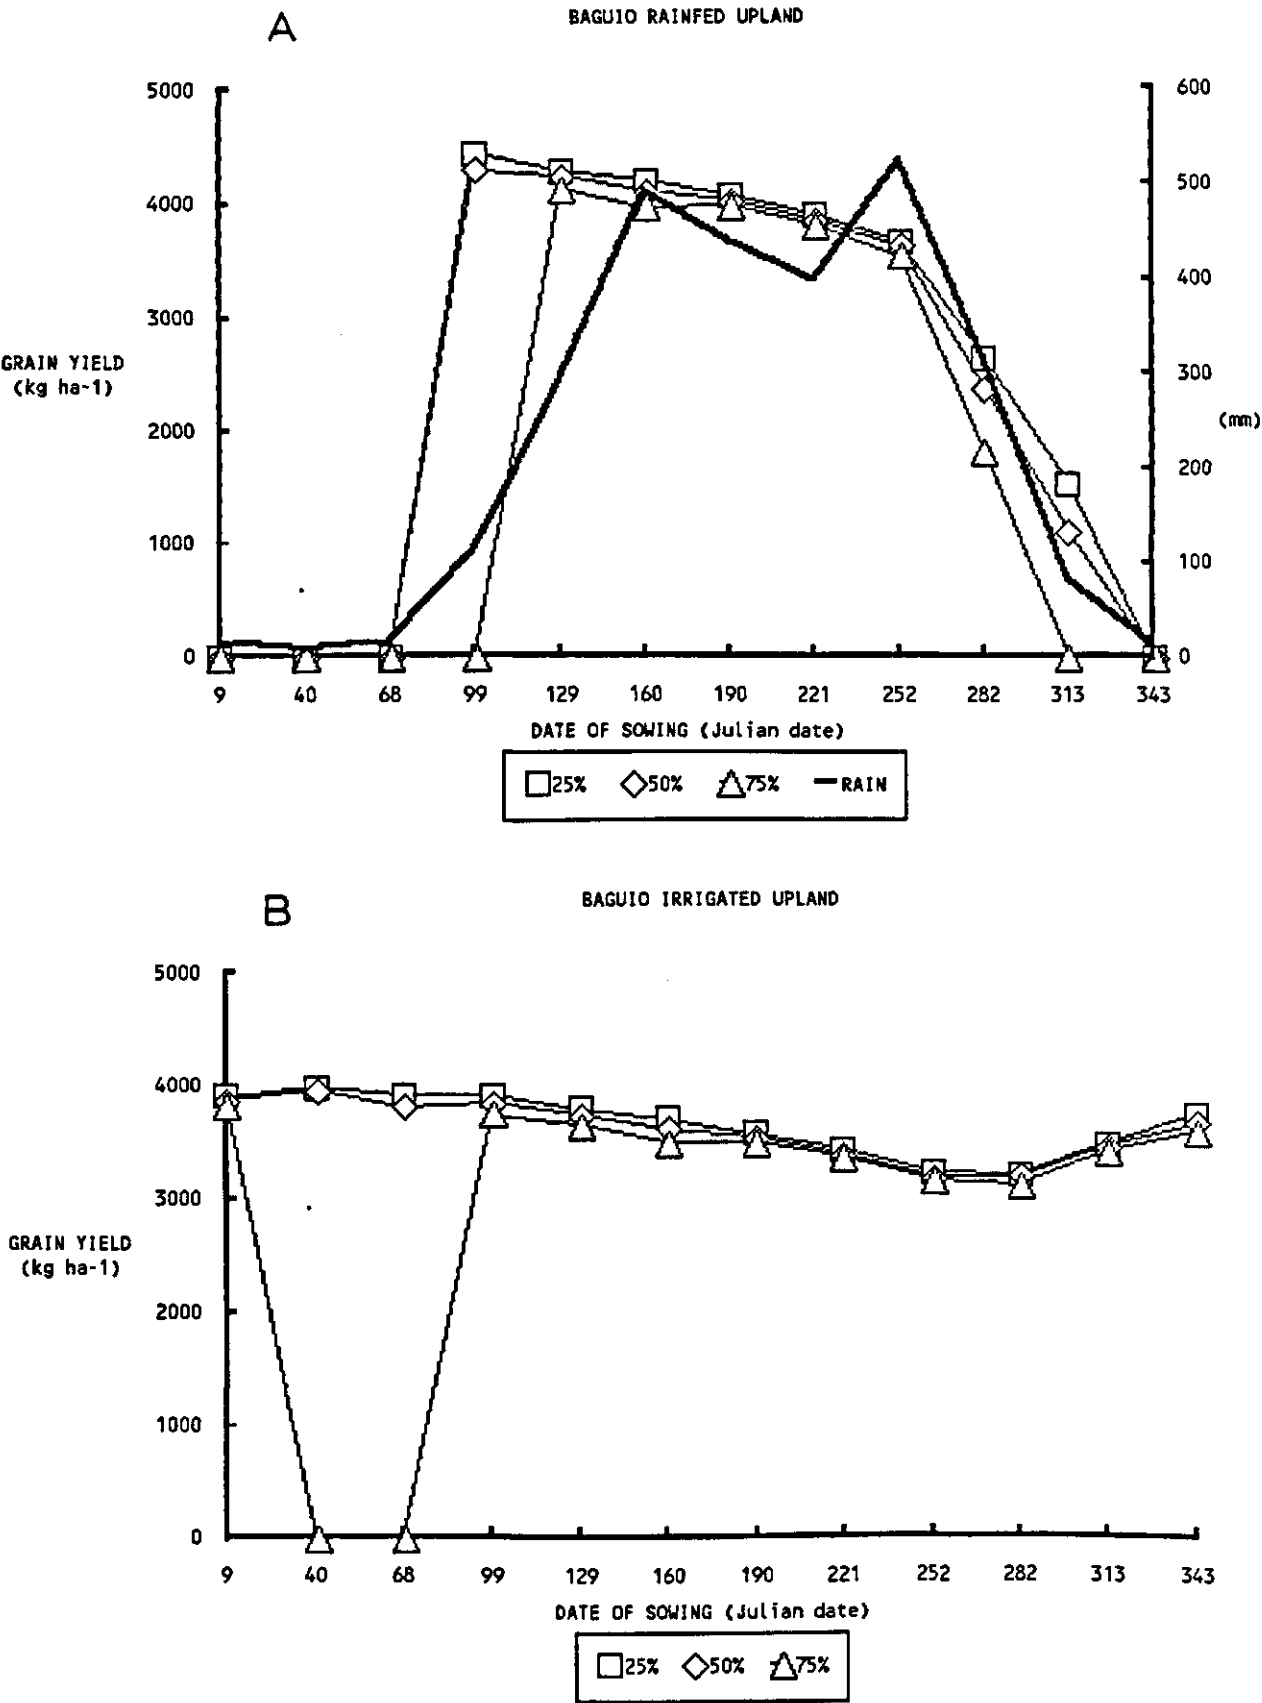 A
BAGUIO RAINFED UPLAND
5000
4000
3000
2000
1000
0
GRAIN YIELD
(kg ha-1)
600
500
400
300
200
100
0
(mm)
9 40 68 99 129 160 190 221 252 282 313 343
DATE OF SOWING (Julian date)
25% 50% 75% RAIN
B
BAGUIO IRRIGATED UPLAND
5000
4000
3000
2000
1000
0
GRAIN YIELD
(kg ha-1)
9 40 68 99 129 160 190 221 252 282 313 343
DATE OF SOWING (Julian date)
25% 50% 75%